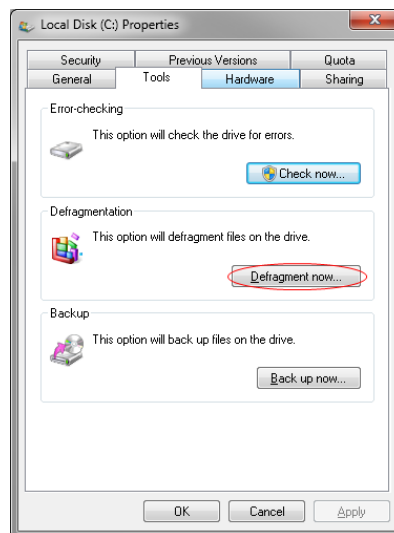 Local Disk (C:) Properties
Security Previous Versions Quota
General Tools Hardware Sharing
Error-checking
This option will check the drive for errors.
Check now...
Defragmentation
This option will defragment files on the drive.
Defragment now...
Backup
This option will back up files on the drive.
Back up now...
OK Cancel Apply